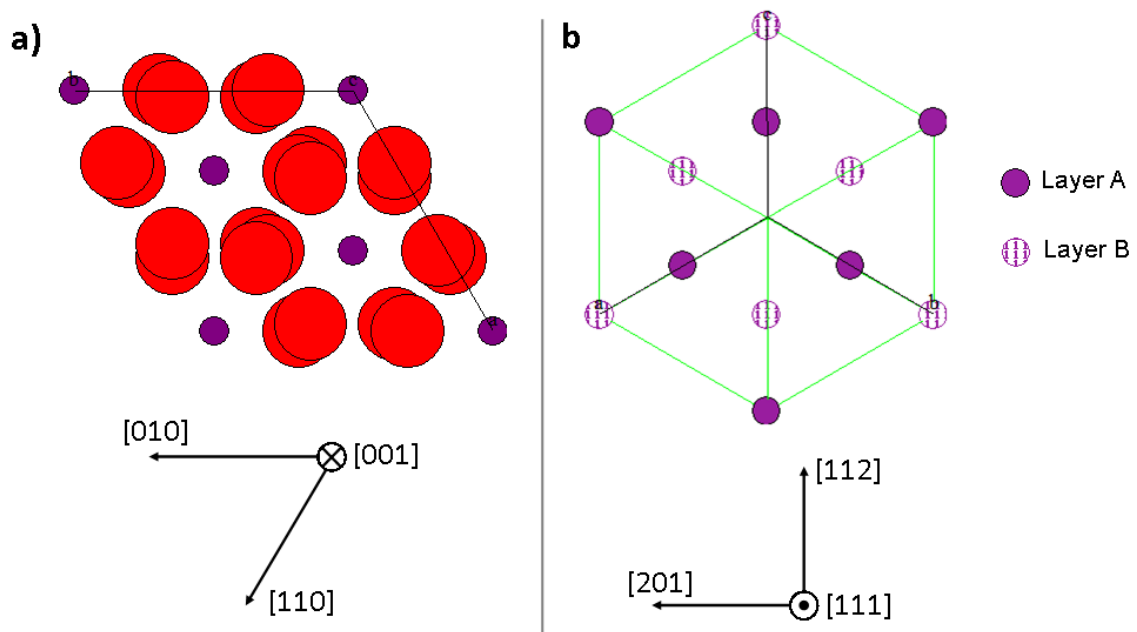 a)
b
c
a
[010]
[001]
[110]
b
c
a
b
Layer A
Layer B
[112]
[201]
[111]